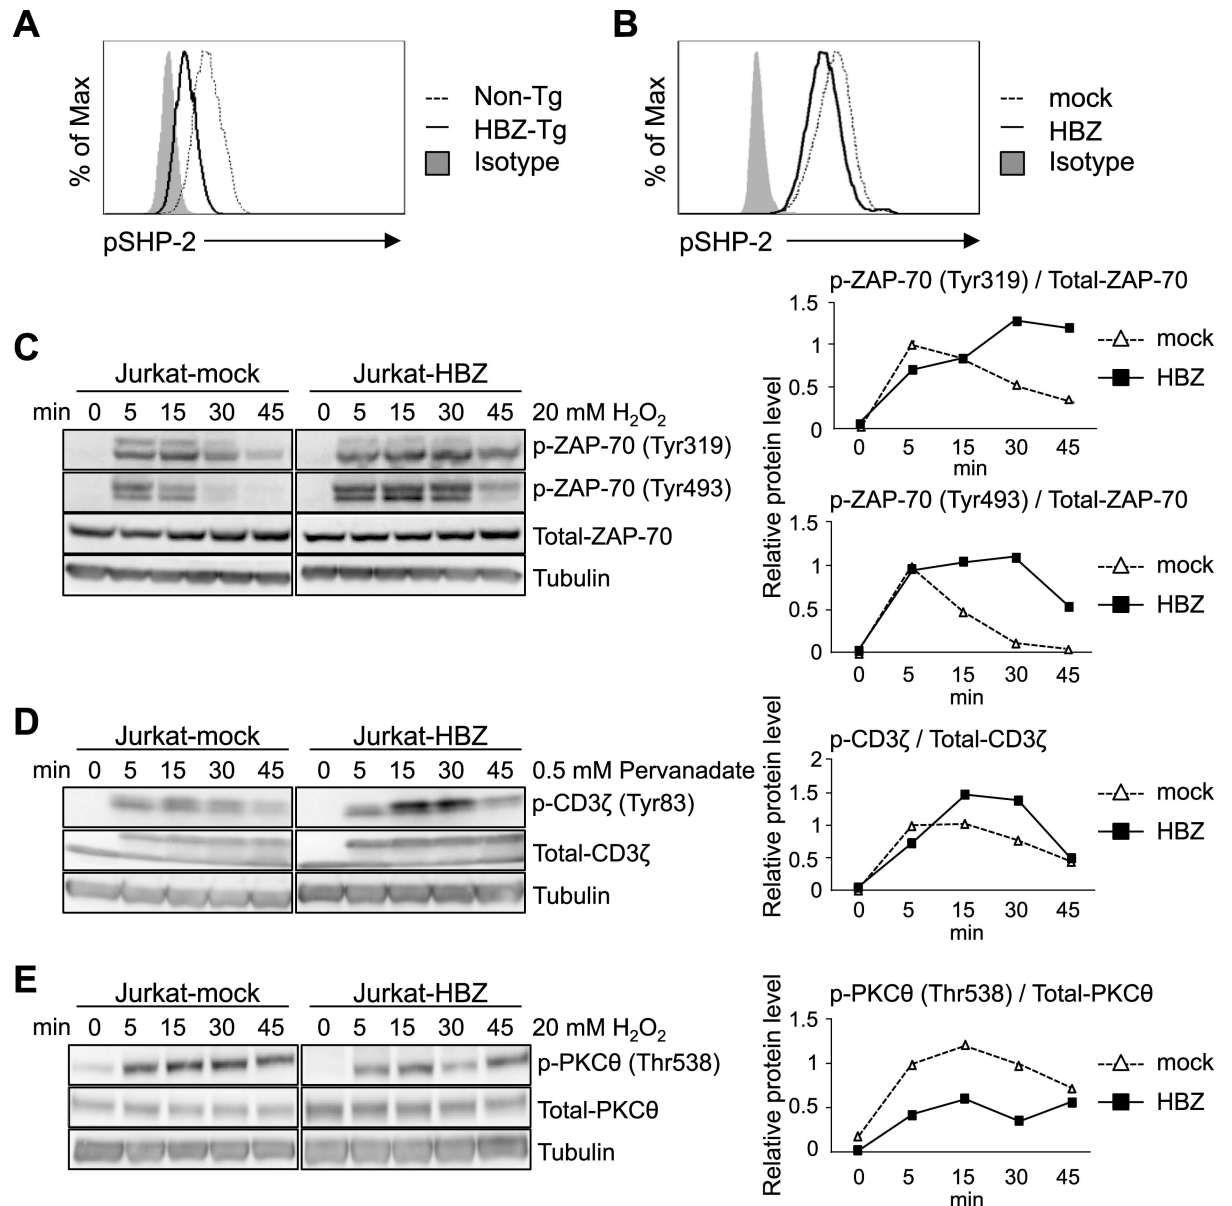 A
% of Max
pSHP-2
Non-Tg
HBZ-Tg
Isotype
B
% of Max
pSHP-2
mock
HBZ
Isotype
C
Jurkat-mock Jurkat-HBZ
min 0 5 15 30 45 0 5 15 30 45 20 mM H₂O₂
p-ZAP-70 (Tyr319)
p-ZAP-70 (Tyr493)
Total-ZAP-70
Tubulin
Relative protein level
p-ZAP-70 (Tyr319) / Total-ZAP-70
1.5
1
0.5
0
0 5 15 30 45
min
mock
HBZ
p-ZAP-70 (Tyr493) / Total-ZAP-70
1.5
1
0.5
0
0 5 15 30 45
min
mock
HBZ
D
Jurkat-mock Jurkat-HBZ
min 0 5 15 30 45 0 5 15 30 45 0.5 mM Pervanadate
p-CD3ζ (Tyr83)
Total-CD3ζ
Tubulin
Relative protein level
p-CD3ζ / Total-CD3ζ
2
1.5
1
0.5
0
0 5 15 30 45
min
mock
HBZ
E
Jurkat-mock Jurkat-HBZ
min 0 5 15 30 45 0 5 15 30 45 20 mM H₂O₂
p-PKCθ (Thr538)
Total-PKCθ
Tubulin
Relative protein level
p-PKCθ (Thr538) / Total-PKCθ
1.5
1
0.5
0
0 5 15 30 45
min
mock
HBZ